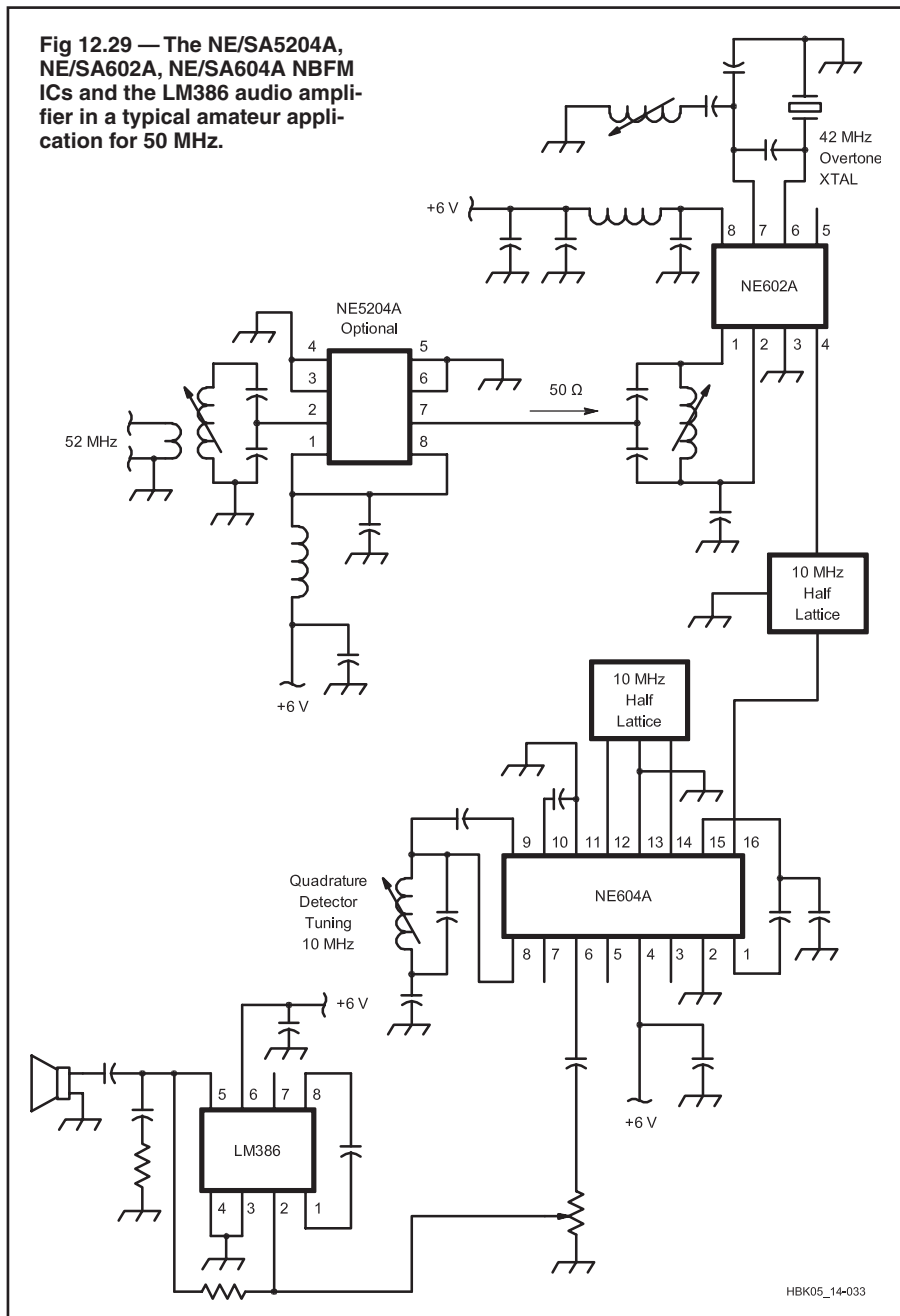 Fig 12.29 — The NE/SA5204A,
NE/SA602A, NE/SA604A NBFM
ICs and the LM386 audio ampli-
fier in a typical amateur appli-
cation for 50 MHz.
42 MHz
Overtone
XTAL
+6 V
8 7 6 5
NE602A
1 2 3 4
NE5204A
Optional
4 5
3 6
2 7
1 8
50 Ω
52 MHz
+6 V
10 MHz
Half
Lattice
10 MHz
Half
Lattice
9 10 11 12 13 14 15 16
NE604A
8 7 6 5 4 3 2 1
Quadrature
Detector
Tuning
10 MHz
+6 V
+6 V
5 6 7 8
LM386
4 3 2 1
HBK05_14-033